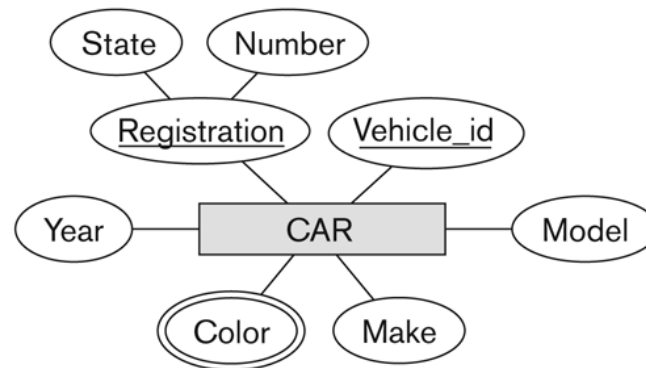 State
Number
Registration
Vehicle_id
Year
CAR
Model
Color
Make